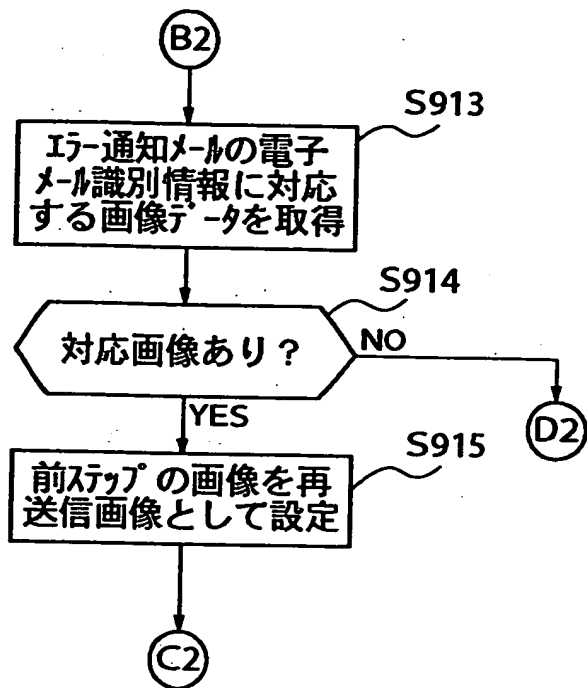 B2
S913
ｴﾗｰ通知ﾒｰﾙの電子
ﾒｰﾙ識別情報に対応
する画像ﾃﾞｰﾀを取得
S914
対応画像あり？
NO
YES
D2
S915
前ｽﾃｯﾌﾟの画像を再
送信画像として設定
C2